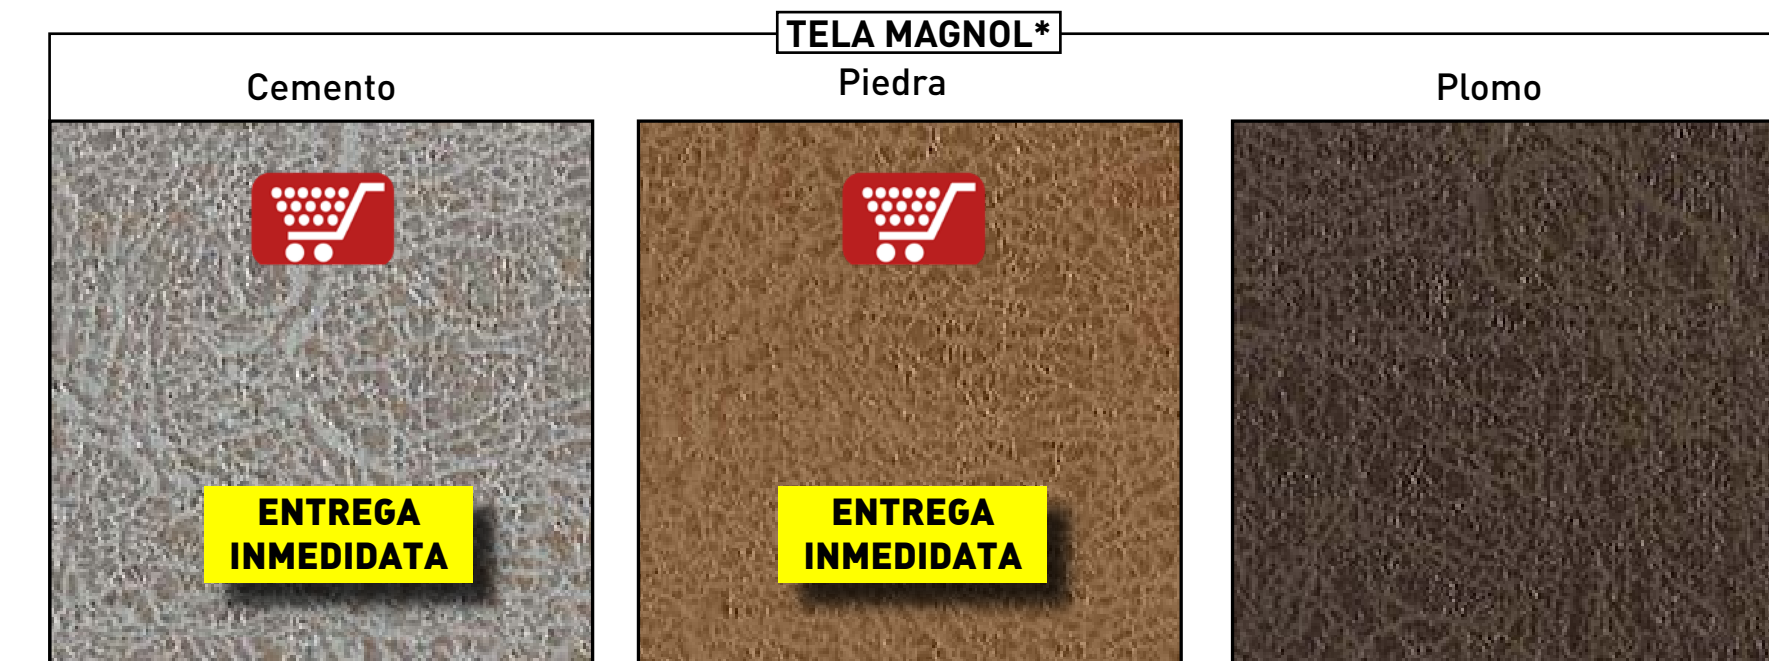 TELA MAGNOL*
Cemento
Piedra
Plomo
ENTREGA
INMEDIDATA
ENTREGA
INMEDIDATA